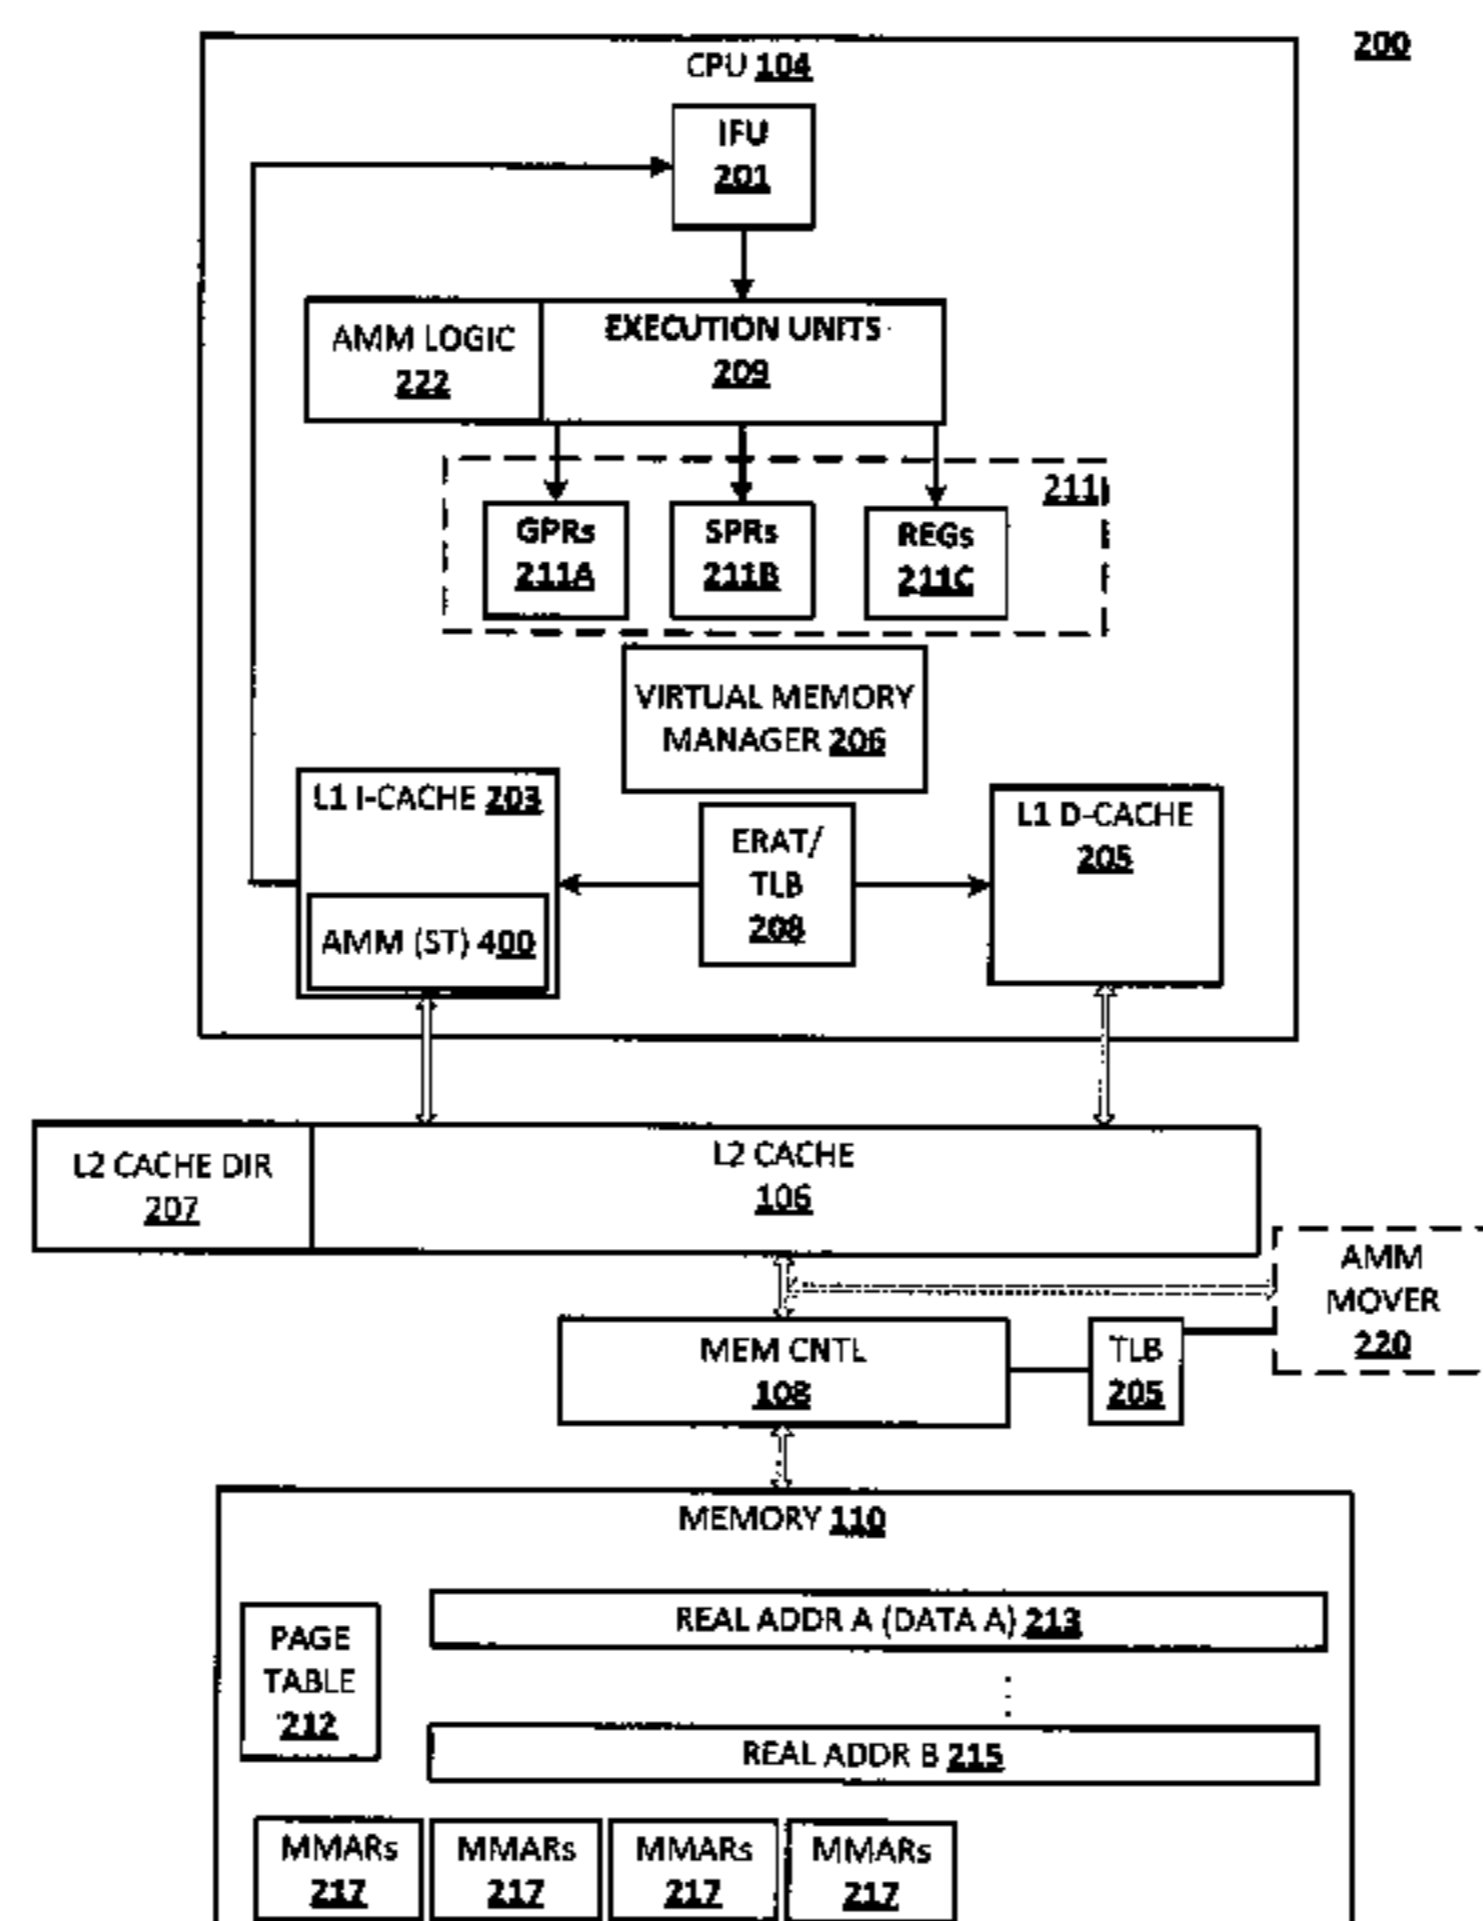 200
CPU 104
IFU
201
AMM LOGIC
222
EXECUTION UNITS
209
211
GPRs
211A
SPRs
211B
REGs
211C
VIRTUAL MEMORY
MANAGER 206
L1 I-CACHE 203
AMM (ST) 400
ERAT/
TLB
208
L1 D-CACHE
205
L2 CACHE DIR
207
L2 CACHE
106
AMM
MOVER
220
MEM CNTL
108
TLB
205
MEMORY 110
PAGE
TABLE
212
REAL ADDR A (DATA A) 213
REAL ADDR B 215
MMARs
217
MMARs
217
MMARs
217
MMARs
217